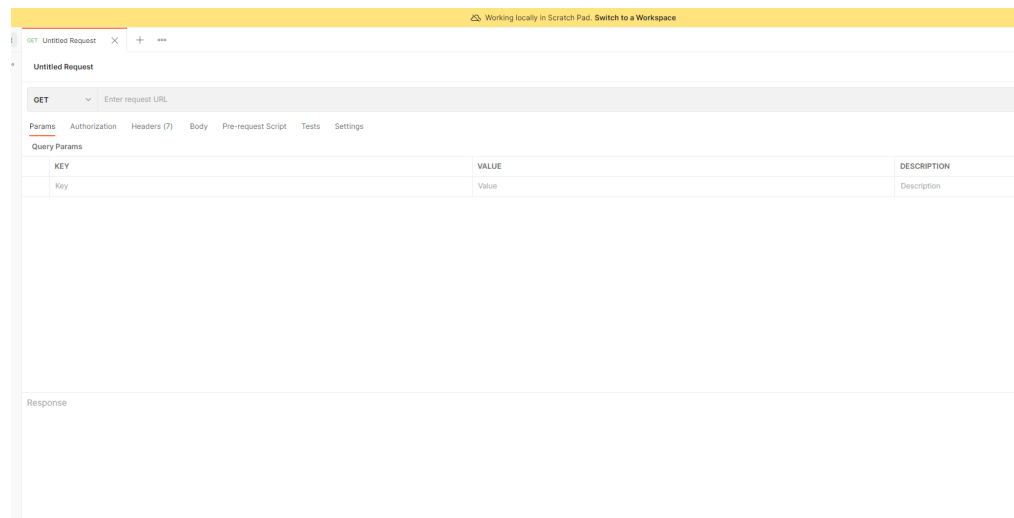 Working locally in Scratch Pad. Switch to a Workspace
GET Untitled Request
Untitled Request
GET Enter request URL
Params Authorization Headers (7) Body Pre-request Script Tests Settings
Query Params
KEY VALUE DESCRIPTION
Key Value Description
Response